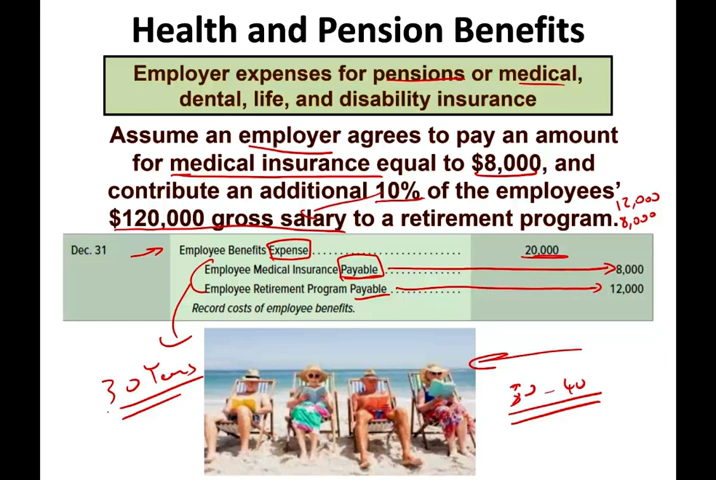 Health and Pension Benefits
Employer expenses for pensions or medical,
dental, life, and disability insurance
Assume an employer agrees to pay an amount
for medical insurance equal to $8,000, and
contribute an additional 10% of the employees’
12,000
$120,000 gross salary to a retirement program.
8,000
Dec. 31 Employee Benefits Expense 20,000
Employee Medical Insurance Payable 8,000
Employee Retirement Program Payable 12,000
Record costs of employee benefits.
30 Years
30 - 40